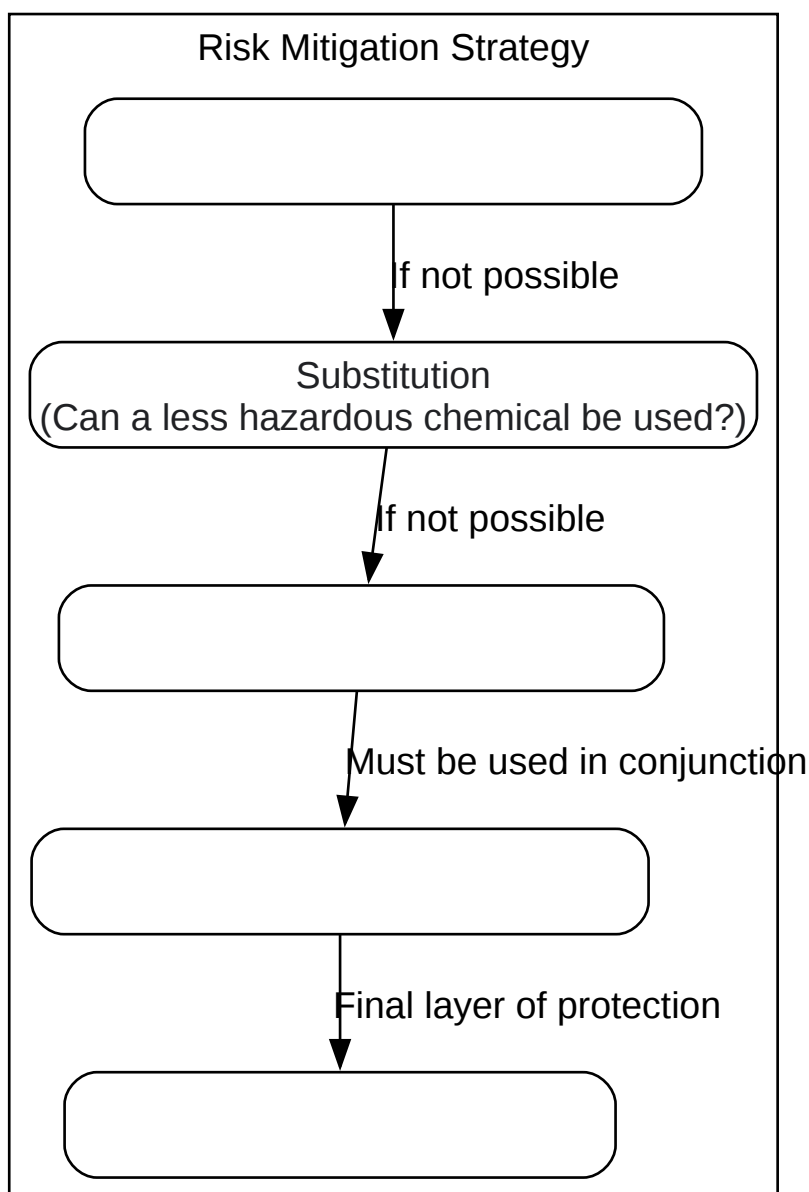 Risk Mitigation Strategy
If not possible
Substitution
(Can a less hazardous chemical be used?)
If not possible
Must be used in conjunction
Final layer of protection